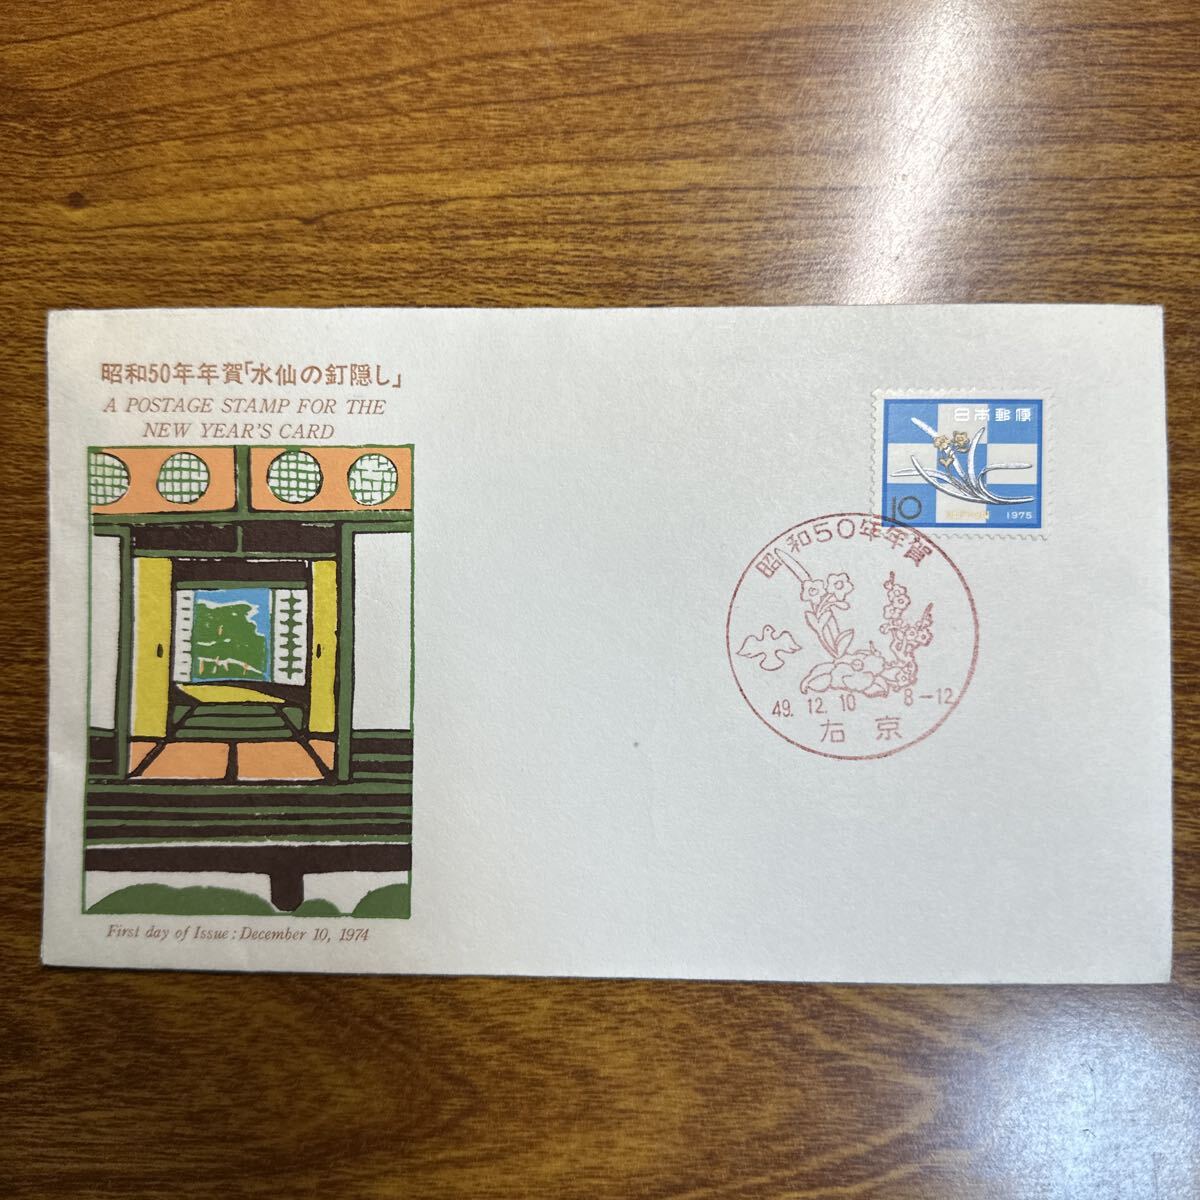 昭和50年年賀「水仙の釘隠し」
A POSTAGE STAMP FOR THE
NEW YEAR'S CARD
First day of Issue : December 10, 1974
日本郵便
10
NIPPON
1975
昭和50年年賀
49. 12. 10
8-12
右京